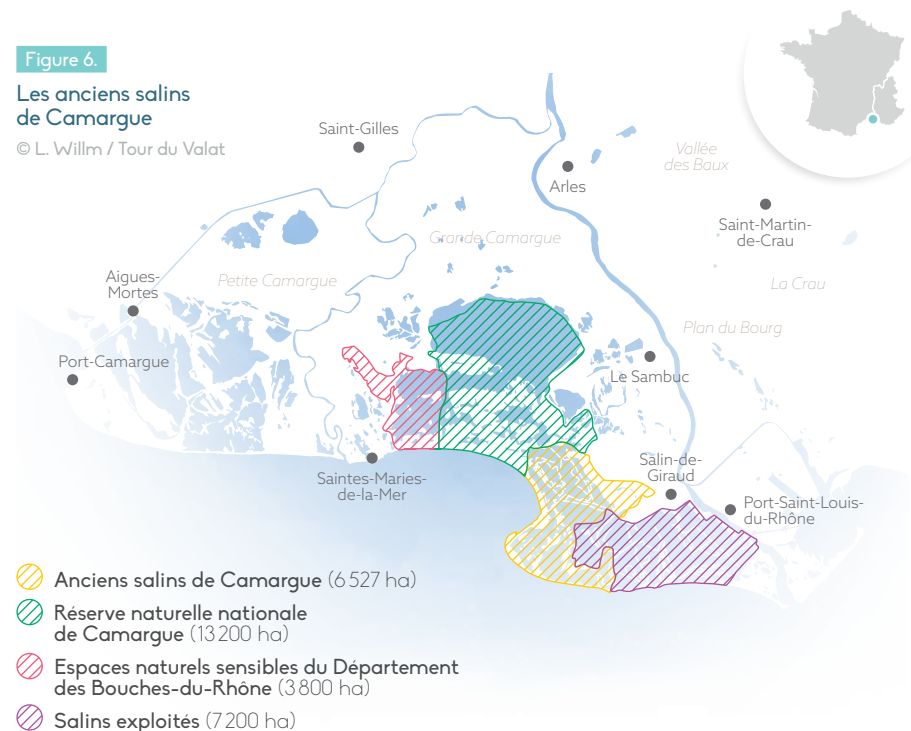 Figure 6.
Les anciens salins
de Camargue
© L. Willm / Tour du Valat
Saint-Gilles
Arles
Vallée
des Baux
Saint-Martin-
de-Crau
Grande Camargue
Petite Camargue
La Crau
Aigues-
Mortes
Plan du Bourg
Port-Camargue
Le Sambuc
Saintes-Maries-
de-la-Mer
Salin-de-
Giraud
Port-Saint-Louis-
du-Rhône
Anciens salins de Camargue (6 527 ha)
Réserve naturelle nationale
de Camargue (13 200 ha)
Espaces naturels sensibles du Département
des Bouches-du-Rhône (3 800 ha)
Salins exploités (7 200 ha)